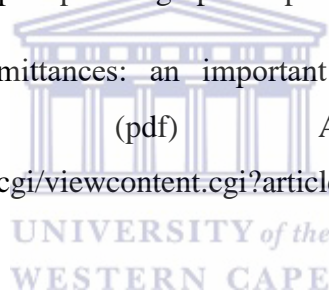 mittances: an important
(pdf)
cgi/viewcontent.cgi?article
UNIVERSITY of the
WESTERN CAPE